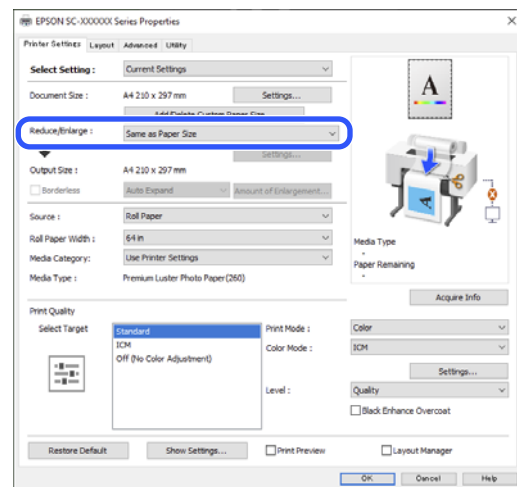 EPSON SC-XXXXXX Series Properties
Printer Settings Layout Advanced Utility
Select Setting : Current Settings
Document Size : A4 210 x 297 mm Settings...
Add/Delete Custom Paper Size
Reduce/Enlarge : Same as Paper Size
Settings...
Output Size : A4 210 x 297 mm
Borderless Auto Expand Amount of Enlargement...
Source : Roll Paper
Roll Paper Width : 64 in
Media Category: Use Printer Settings
Media Type : Premium Luster Photo Paper(260)
A
Media Type
-
Paper Remaining
-
Acquire Info
Print Quality
Select Target
Standard
ICM
Off (No Color Adjustment)
Print Mode : Color
Color Mode : ICM
Settings...
Level : Quality
Black Enhance Overcoat
Restore Default Show Settings... Print Preview Layout Manager
OK Cancel Help